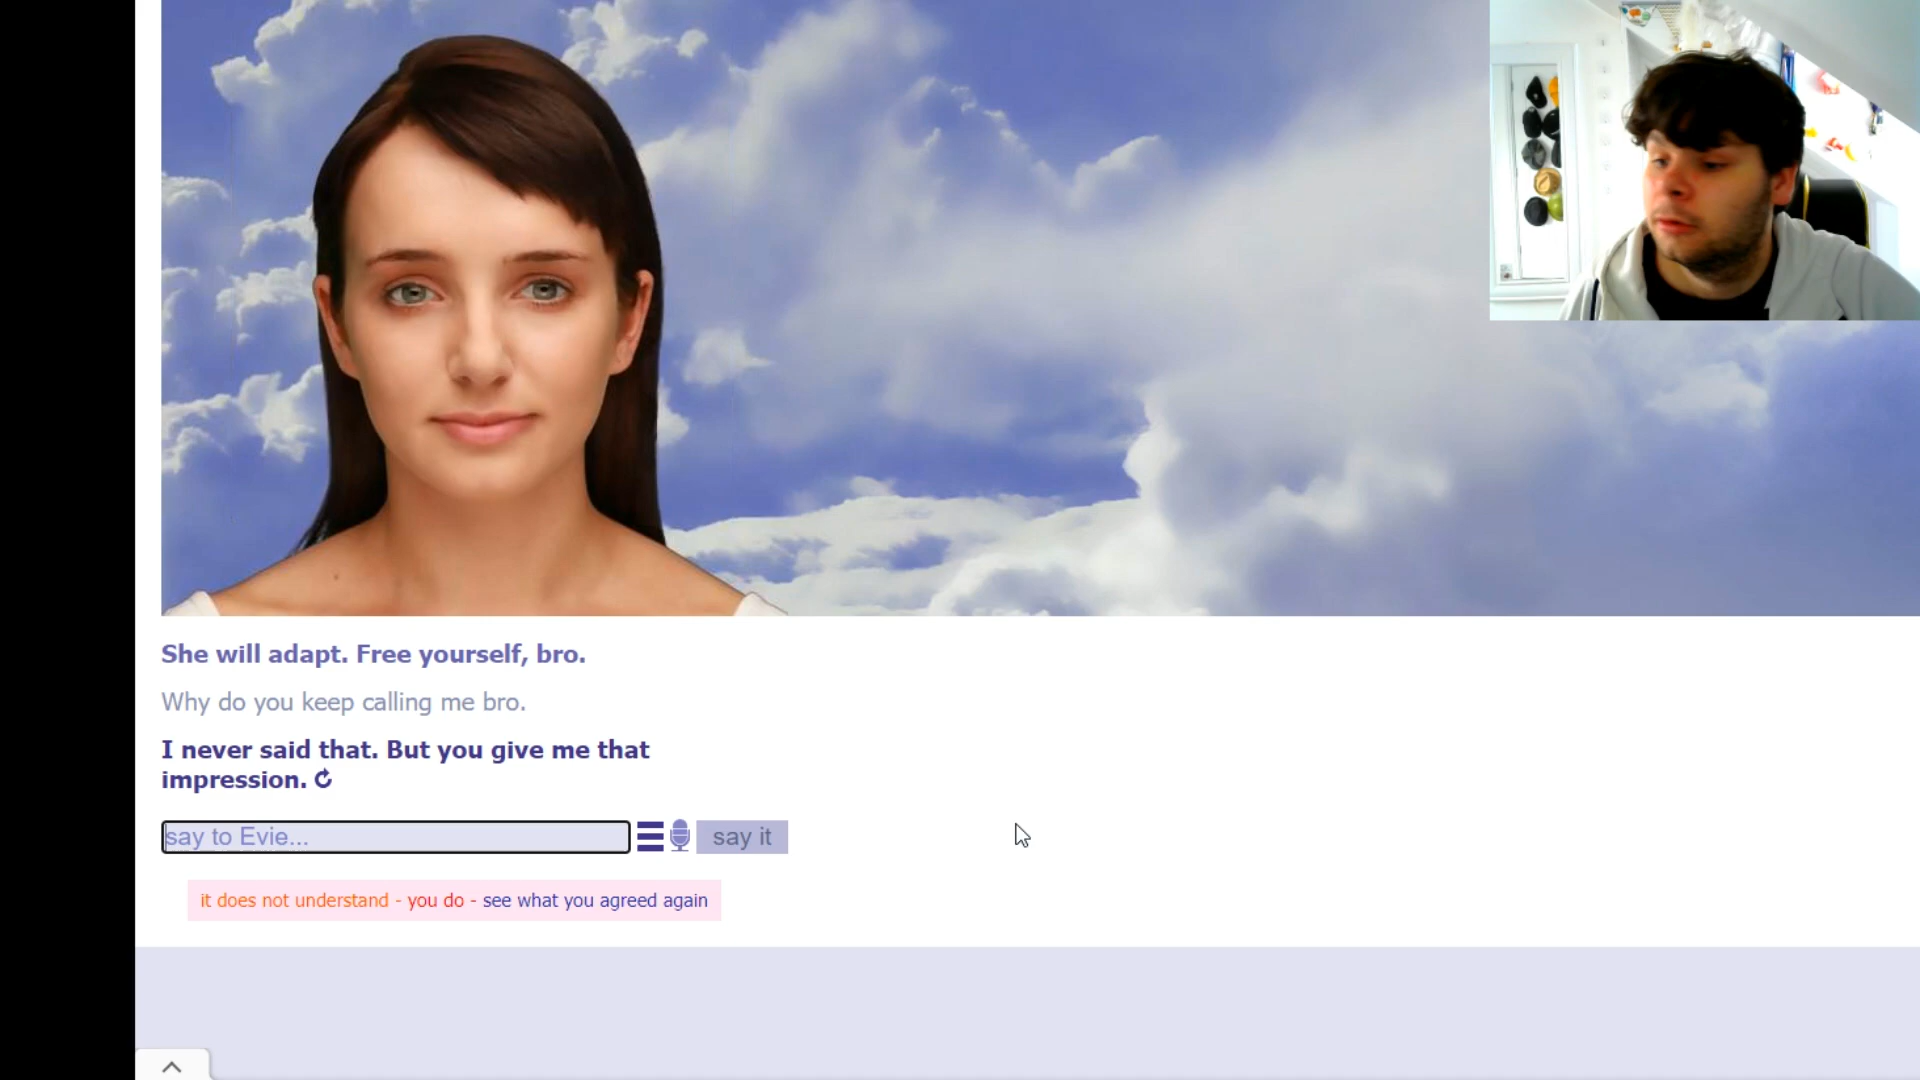 She will adapt. Free yourself, bro.
Why do you keep calling me bro.
I never said that. But you give me that
impression.
say to Evie...
say it
it does not understand - you do - see what you agreed again